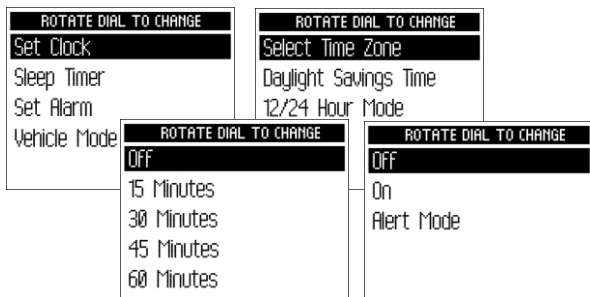 ROTATE DIAL TO CHANGE
Set Clock
Sleep Timer
Set Alarm
Vehicle Mode
ROTATE DIAL TO CHANGE
Select Time Zone
Daylight Savings Time
12/24 Hour Mode
ROTATE DIAL TO CHANGE
Off
15 Minutes
30 Minutes
45 Minutes
60 Minutes
ROTATE DIAL TO CHANGE
Off
On
Alert Mode